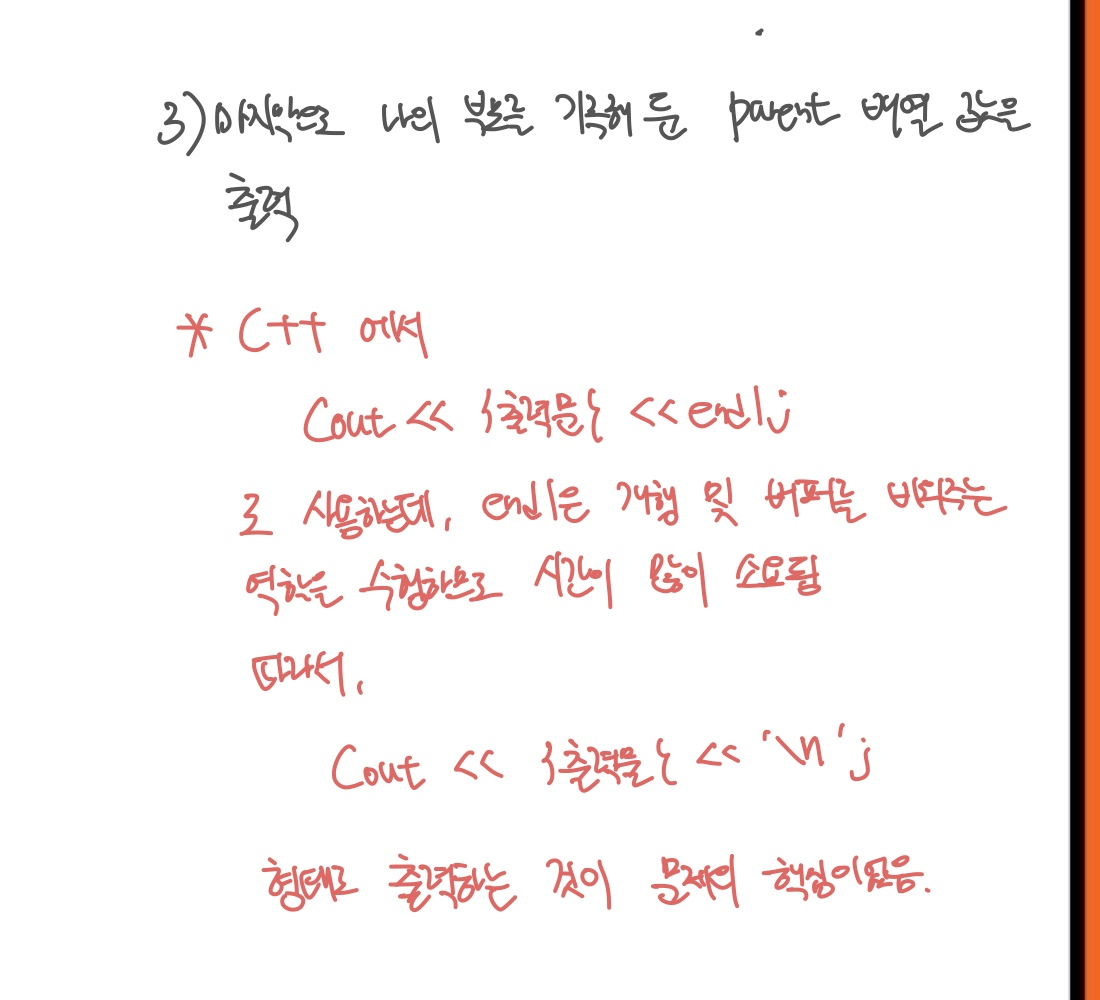 3) 마지막으로 나의 부모를 기록해 둔 parent 배열 값을
출력
* C++ 에서
Cout << {출력문} << endl;
로 사용하는데, endl은 개행 및 버퍼를 비워주는
역할을 수행하므로 시간이 많이 소요됨
따라서,
Cout << {출력물} << '\n';
형태로 출력하는 것이 문제의 핵심이었음.